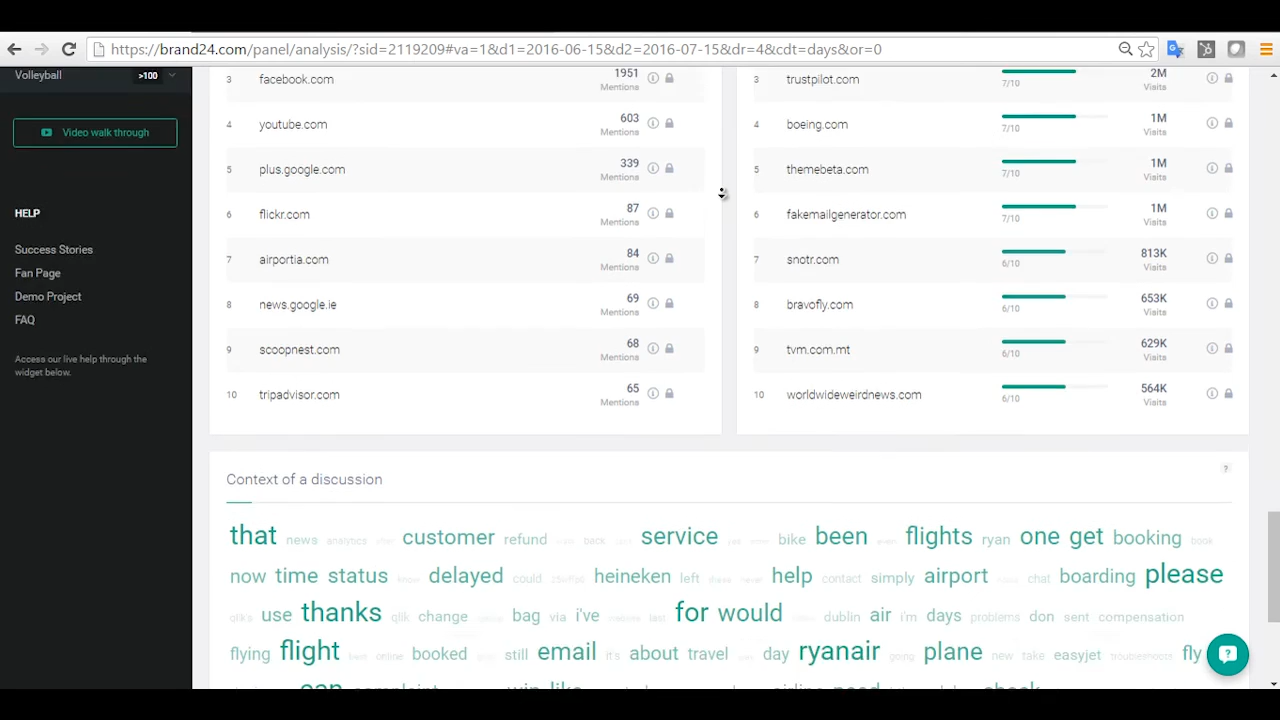 https://brand24.com/panel/analysis/?sid=2119209#va=1&d1=2016-06-15&d2=2016-07-15&dr=4&cdt=days&or=0
Volleyball >100
Video walk through
HELP
Success Stories
Fan Page
Demo Project
FAQ
Access our live help through the
widget below.
3 facebook.com 1951 Mentions
4 youtube.com 603 Mentions
5 plus.google.com 339 Mentions
6 flickr.com 87 Mentions
7 airportia.com 84 Mentions
8 news.google.ie 69 Mentions
9 scoopnest.com 68 Mentions
10 tripadvisor.com 65 Mentions
3 trustpilot.com 7/10 2M Visits
4 boeing.com 7/10 1M Visits
5 themebeta.com 7/10 1M Visits
6 fakemailgenerator.com 7/10 1M Visits
7 snotr.com 6/10 813K Visits
8 bravofly.com 6/10 653K Visits
9 tvm.com.mt 6/10 629K Visits
10 worldwideweirdnews.com 6/10 564K Visits
Context of a discussion ?
that news analytics customer refund back service bike been flights ryan one get booking book
now time status delayed could heineken left help contact simply airport chat boarding please
use thanks qlik change bag via i've last for would dublin air i'm days problems don sent compensation
flying flight online booked still email it's about travel day ryanair going plane new take easyjet fly